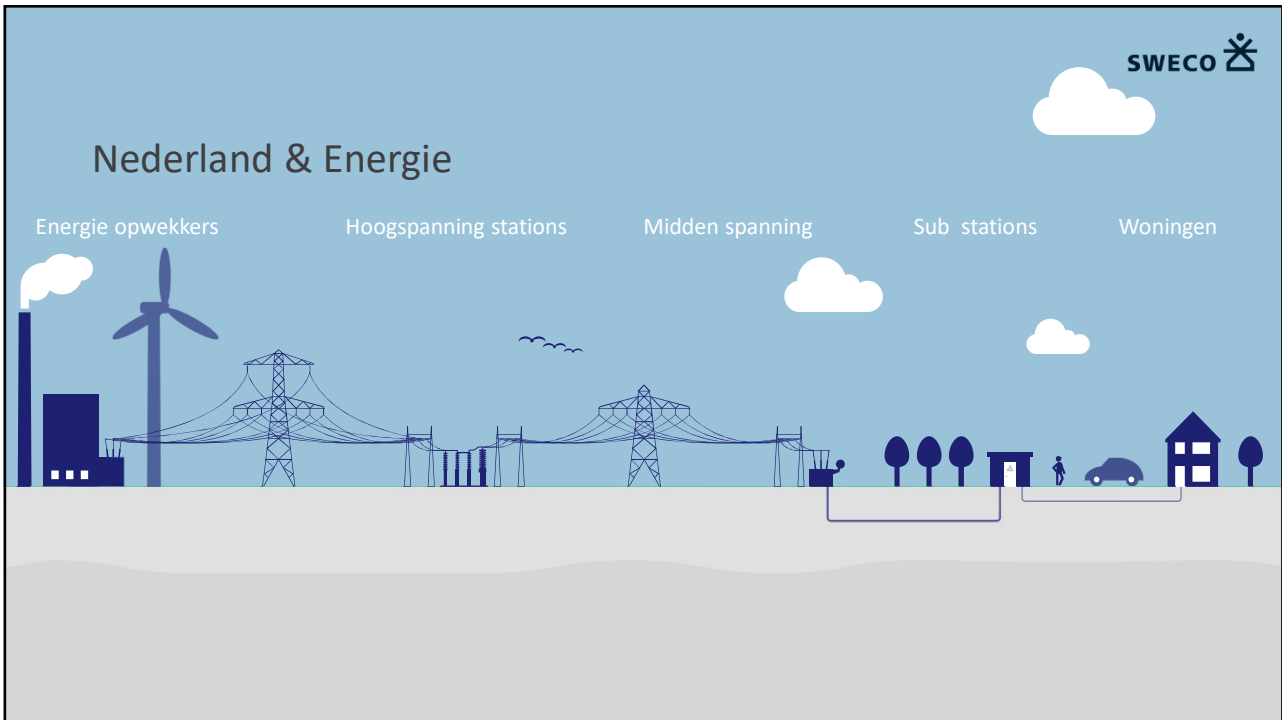 SWECO
Nederland & Energie
Energie opwekkers Hoogspanning stations Midden spanning Sub stations Woningen